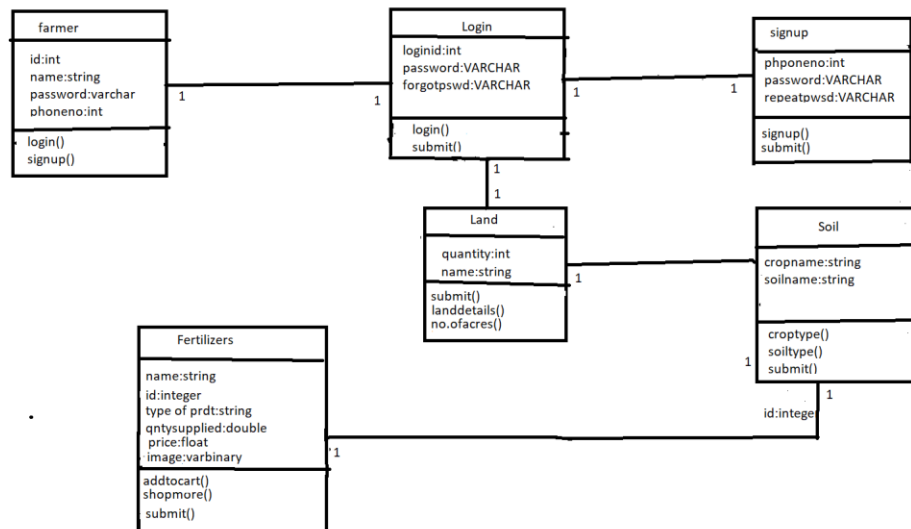 farmer
id:int
name:string
password:varchar
phoneno:int
login()
signup()
1
1
Login
loginid:int
password:VARCHAR
forgotpswd:VARCHAR
login()
submit()
1
1
signup
phponeno:int
password:VARCHAR
repeatpwsd:VARCHAR
signup()
submit()
1
1
Land
quantity:int
name:string
submit()
landdetails()
no.ofacres()
1
1
Soil
cropname:string
soilname:string
croptype()
soiltype()
submit()
1
id:integer
1
Fertilizers
name:string
id:integer
type of prdt:string
qntysupplied:double
price:float
image:varbinary
addtocart()
shopmore()
submit()